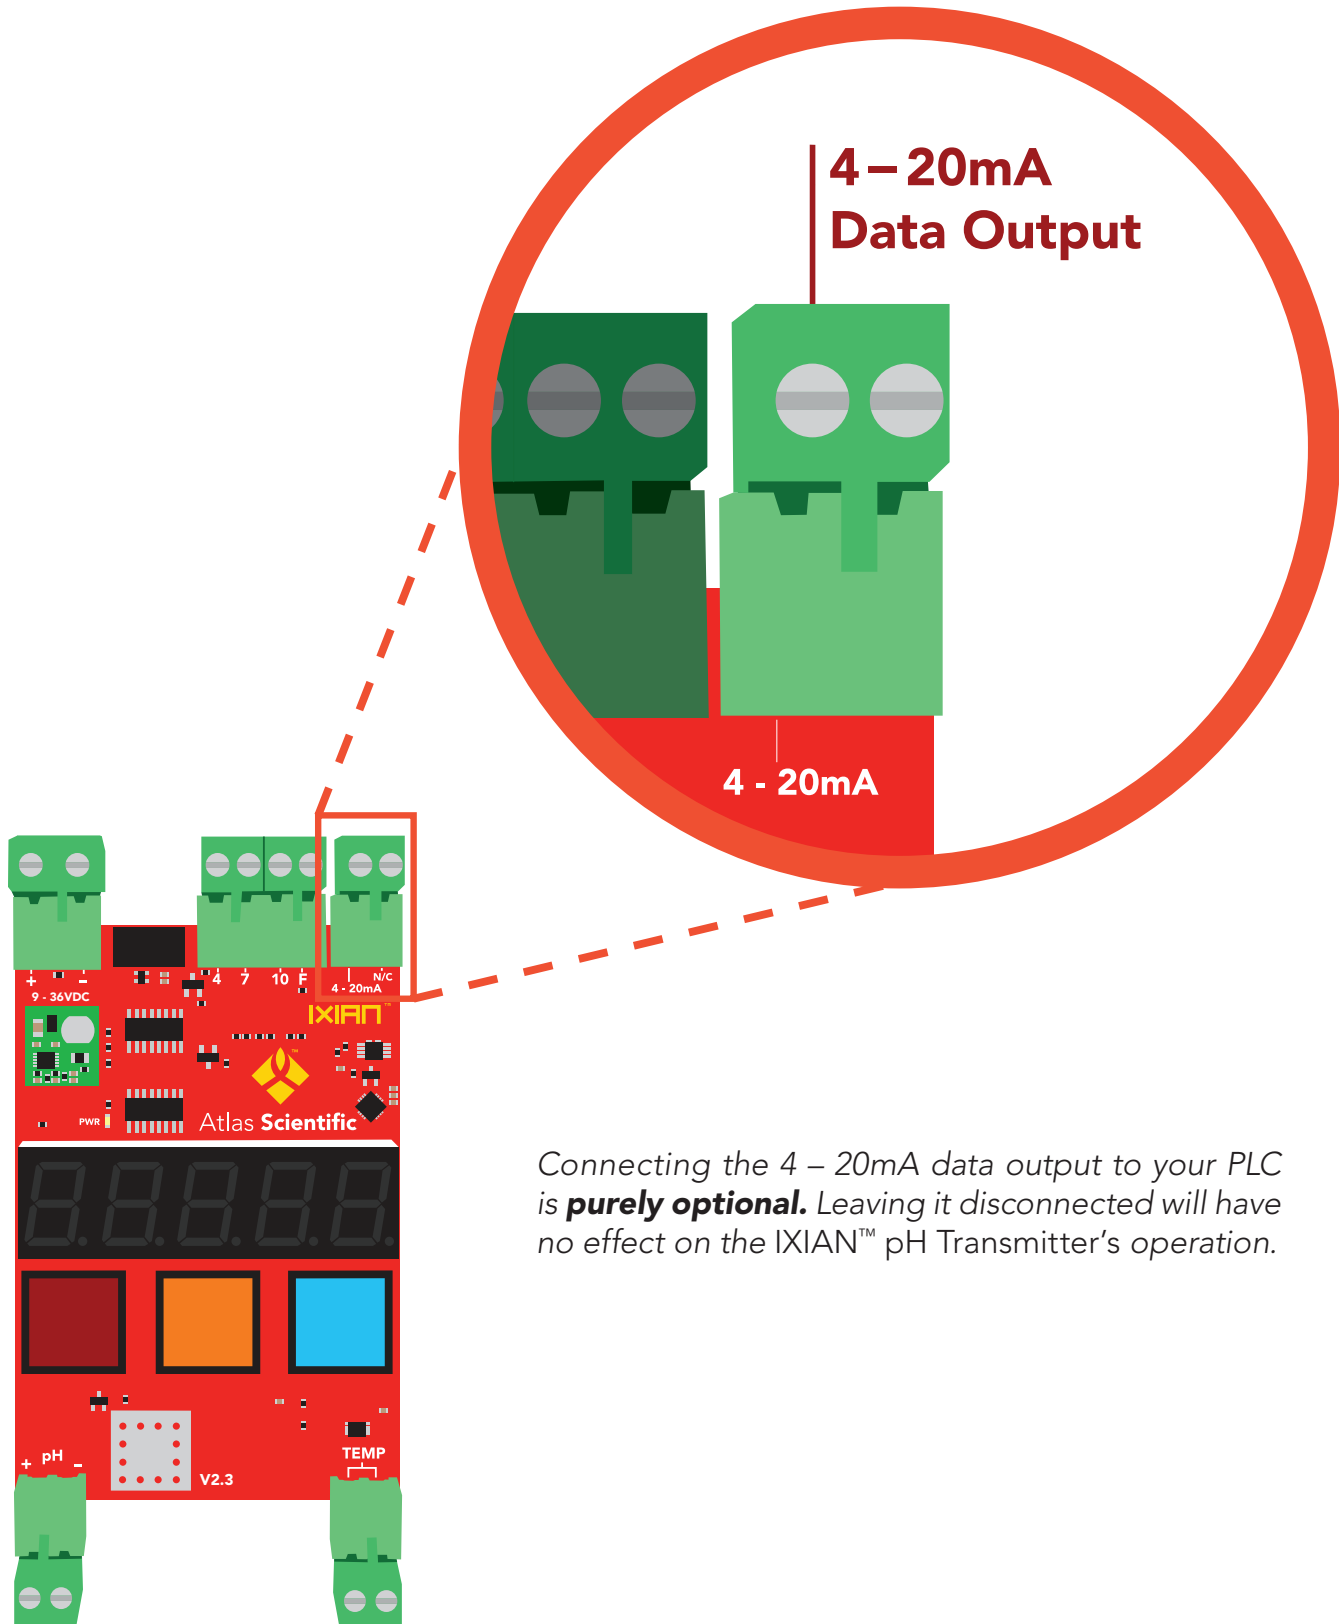 4 – 20mA
Data Output
4 - 20mA
+ -
9 - 36VDC
4 7 10 F
N/C
4 - 20mA
IXIAN™
™
Atlas Scientific
PWR
Connecting the 4 – 20mA data output to your PLC
is purely optional. Leaving it disconnected will have
no effect on the IXIAN™ pH Transmitter’s operation.
+ pH -
V2.3
TEMP